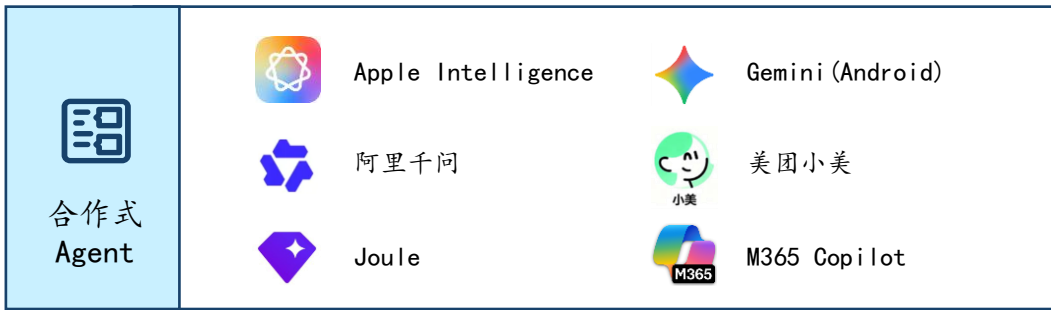 合作式
Agent
Apple Intelligence
Gemini(Android)
阿里千问
小美
美团小美
Joule
M365
M365 Copilot